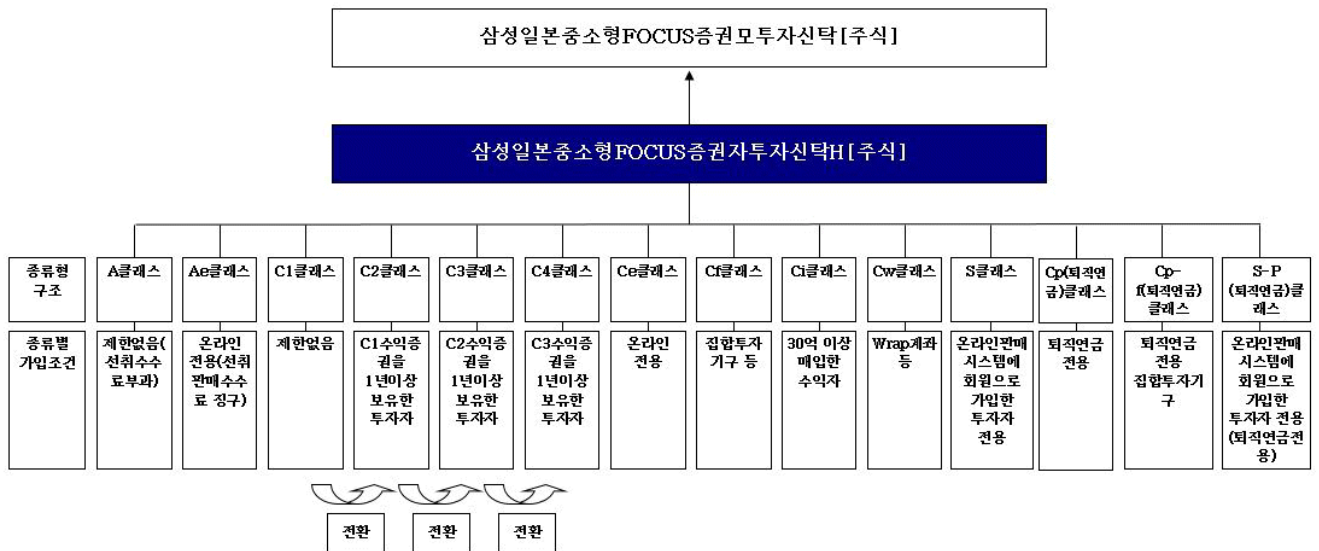 삼성일본중소형FOCUS증권모투자신탁[주식]
삼성일본중소형FOCUS증권자투자신탁H[주식]
종류형
구조
A클래스
Ae클래스
C1클래스
C2클래스
C3클래스
C4클래스
Ce클래스
Cf클래스
Ci클래스
Cw클래스
S클래스
Cp(퇴직연
금)클래스
Cp-
f(퇴직연금)
클래스
S-P
(퇴직연금)클
래스
종류별
가입조건
제한없음(
선취수수
료부과)
온라인
전용(선취
판매수수
료 징구)
제한없음
C1수익증
권을
1년이상
보유한
투자자
C2수익증
권을
1년이상
보유한
투자자
C3수익증
권을
1년이상
보유한
투자자
온라인
전용
집합투자
기구 등
30억 이상
매입한
수익자
Wrap계좌
등
온라인판매
시스템에
회원으로
가입한
투자자
전용
퇴직연금
전용
퇴직연금
전용
집합투자기
구
온라인판매
시스템에
회원으로
가입한
투자자 전용
(퇴직연금전
용)
전환
전환
전환